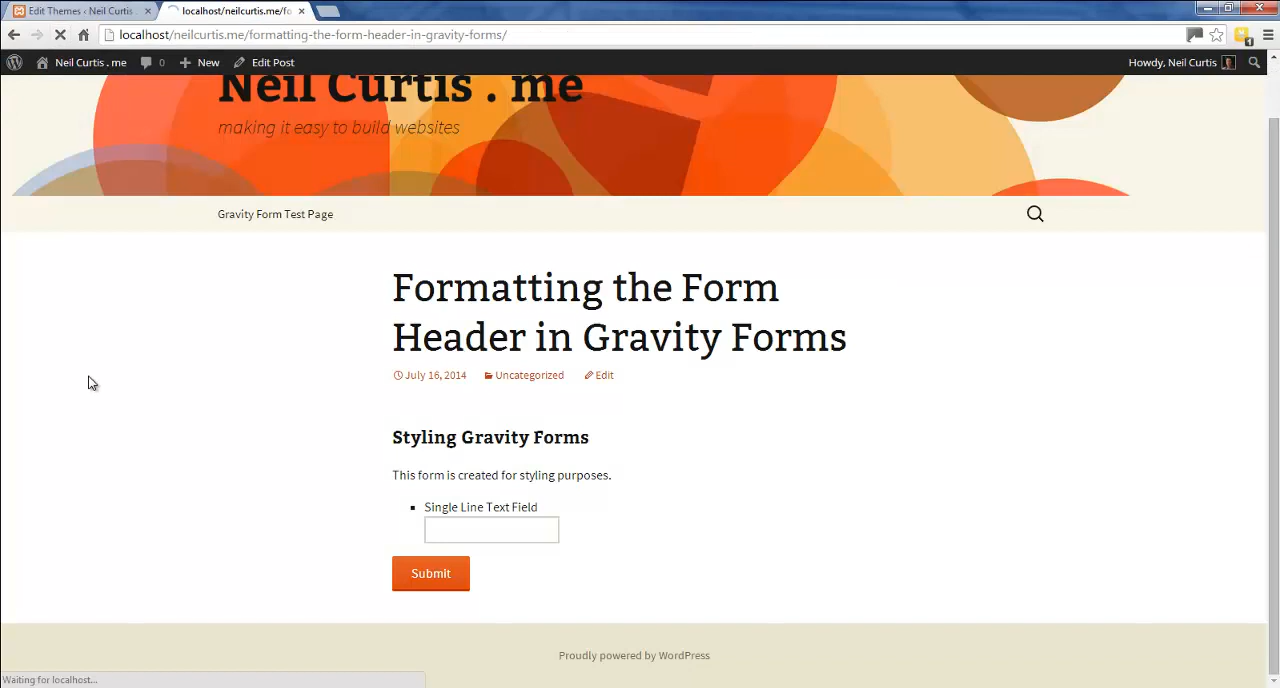 Edit Themes ‹ Neil Curtis
localhost/neilcurtis.me/fo
localhost/neilcurtis.me/formatting-the-form-header-in-gravity-forms/
1
Neil Curtis . me
0
New
Edit Post
Howdy, Neil Curtis
Neil Curtis . me
making it easy to build websites
Gravity Form Test Page
Formatting the Form
Header in Gravity Forms
July 16, 2014
Uncategorized
Edit
Styling Gravity Forms
This form is created for styling purposes.
Single Line Text Field
Submit
Proudly powered by WordPress
Waiting for localhost...